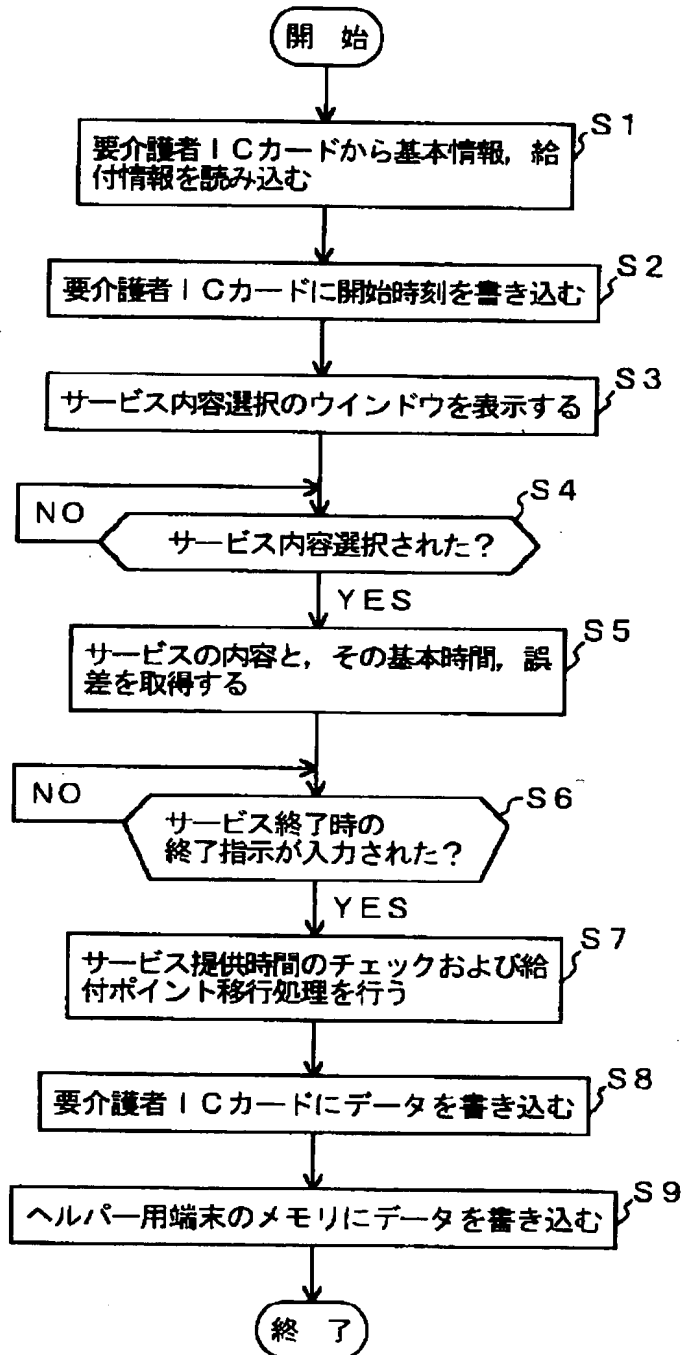 開 始
S1
要介護者ICカードから基本情報，給
付情報を読み込む
S2
要介護者ICカードに開始時刻を書き込む
S3
サービス内容選択のウインドウを表示する
S4
NO
サービス内容選択された？
YES
S5
サービスの内容と，その基本時間，誤
差を取得する
NO
S6
サービス終了時の
終了指示が入力された？
YES
S7
サービス提供時間のチェックおよび給
付ポイント移行処理を行う
S8
要介護者ICカードにデータを書き込む
S9
ヘルパー用端末のメモリにデータを書き込む
終 了